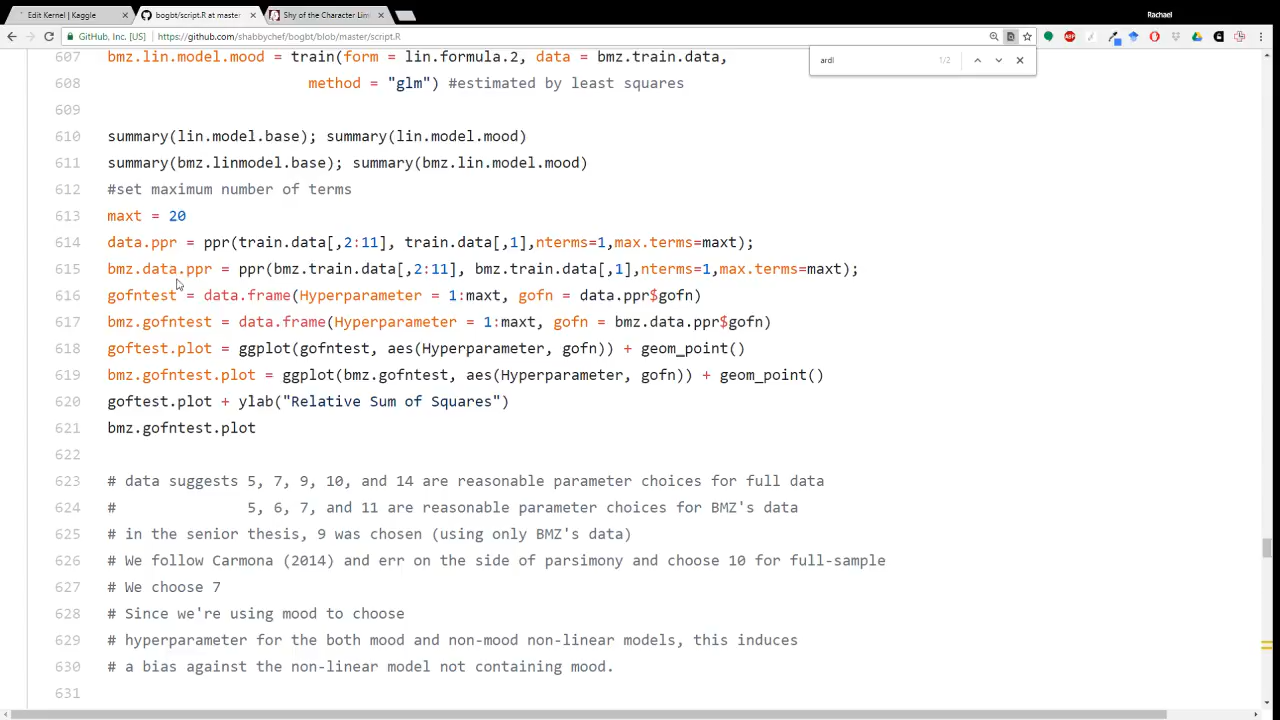 Edit Kernel | Kaggle
bogbt/script.R at master
Shy of the Character Lim
Rachael
GitHub, Inc. [US]
https://github.com/shabbychef/bogbt/blob/master/script.R
ardl
1/2
607 bmz.lin.model.mood = train(form = lin.formula.2, data = bmz.train.data,
608 method = "glm") #estimated by least squares
609
610 summary(lin.model.base); summary(lin.model.mood)
611 summary(bmz.linmodel.base); summary(bmz.lin.model.mood)
612 #set maximum number of terms
613 maxt = 20
614 data.ppr = ppr(train.data[,2:11], train.data[,1],nterms=1,max.terms=maxt);
615 bmz.data.ppr = ppr(bmz.train.data[,2:11], bmz.train.data[,1],nterms=1,max.terms=maxt);
616 gofntest = data.frame(Hyperparameter = 1:maxt, gofn = data.ppr$gofn)
617 bmz.gofntest = data.frame(Hyperparameter = 1:maxt, gofn = bmz.data.ppr$gofn)
618 goftest.plot = ggplot(gofntest, aes(Hyperparameter, gofn)) + geom_point()
619 bmz.gofntest.plot = ggplot(bmz.gofntest, aes(Hyperparameter, gofn)) + geom_point()
620 goftest.plot + ylab("Relative Sum of Squares")
621 bmz.gofntest.plot
622
623 # data suggests 5, 7, 9, 10, and 14 are reasonable parameter choices for full data
624 # 5, 6, 7, and 11 are reasonable parameter choices for BMZ's data
625 # in the senior thesis, 9 was chosen (using only BMZ's data)
626 # We follow Carmona (2014) and err on the side of parsimony and choose 10 for full-sample
627 # We choose 7
628 # Since we're using mood to choose
629 # hyperparameter for the both mood and non-mood non-linear models, this induces
630 # a bias against the non-linear model not containing mood.
631